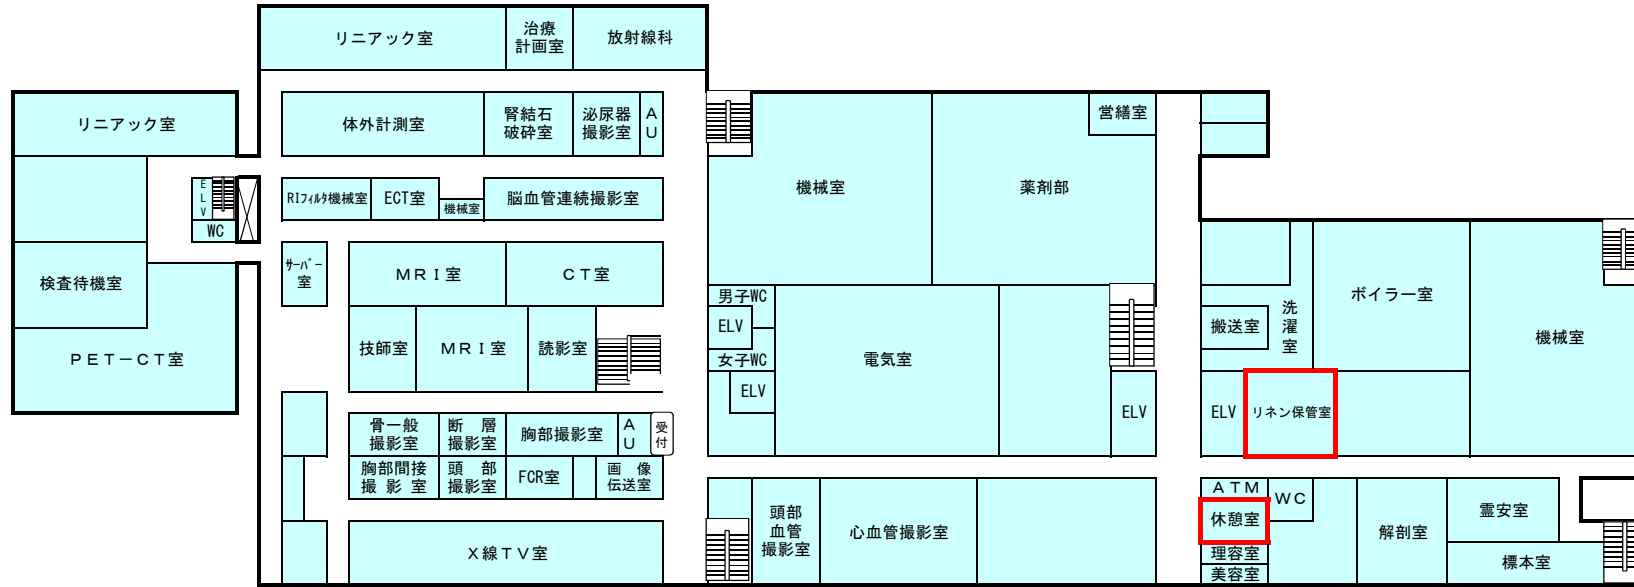 リニアック室
治療
計画室
放射線科
リニアック室
体外計測室
腎結石
破砕室
泌尿器
撮影室
A
U
営繕室
機械室
薬剤部
E
L
V
WC
RIフィルタ機械室
ECT室
機械室
脳血管連続撮影室
検査待機室
PET－CT室
サーバー
室
MRI室
CT室
技師室
MRI室
読影室
男子WC
ELV
女子WC
ELV
電気室
ELV
搬送室
洗
濯
室
ボイラー室
機械室
ELV
リネン保管室
骨一般
撮影室
断層
撮影室
胸部撮影室
A
U
受
付
胸部間接
撮影室
頭部
撮影室
FCR室
画像
伝送室
X線TV室
頭部
血管
撮影室
心血管撮影室
ATM
WC
休憩室
理容室
美容室
解剖室
霊安室
標本室